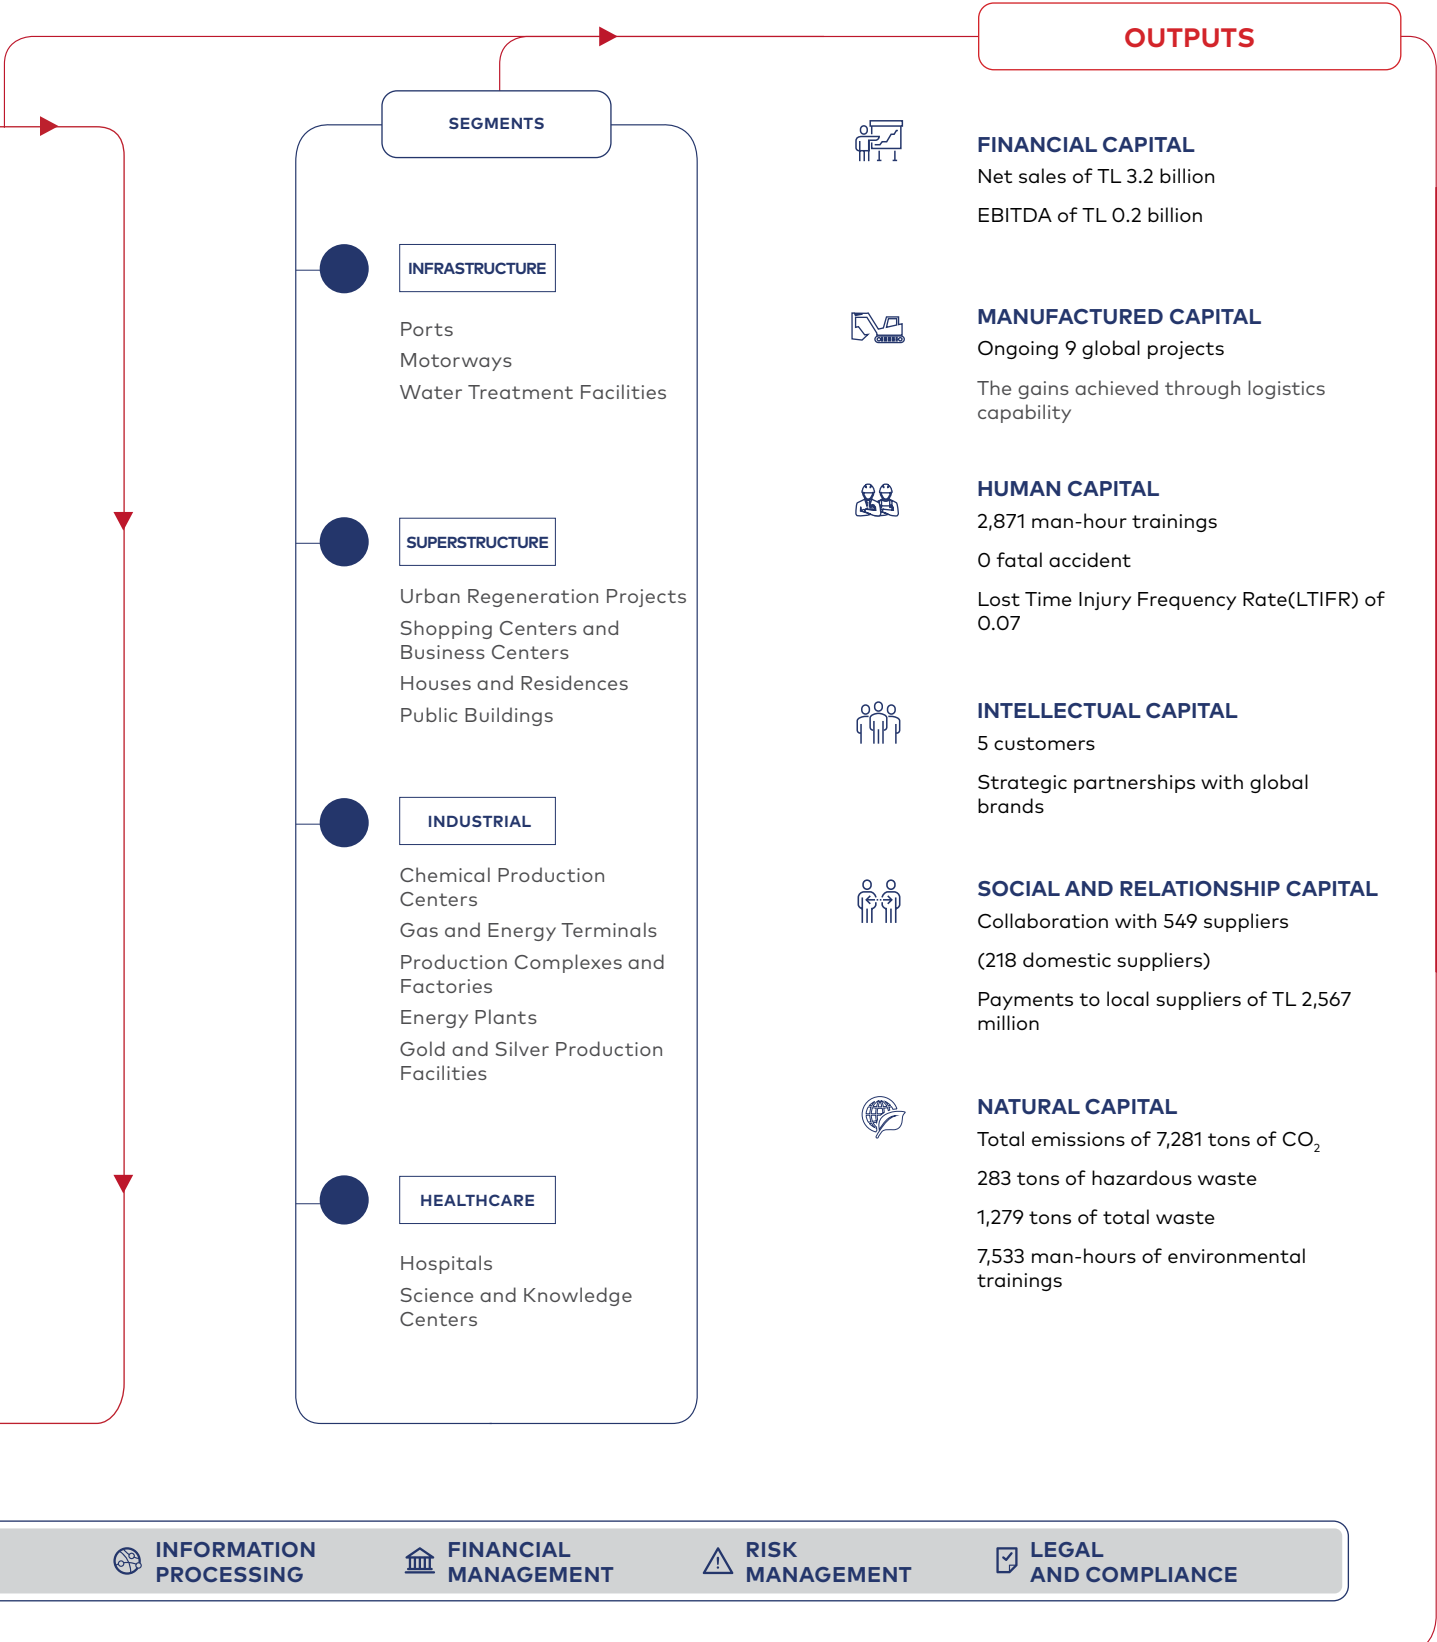 OUTPUTS
SEGMENTS
INFRASTRUCTURE
Ports
Motorways
Water Treatment Facilities
SUPERSTRUCTURE
Urban Regeneration Projects
Shopping Centers and
Business Centers
Houses and Residences
Public Buildings
INDUSTRIAL
Chemical Production
Centers
Gas and Energy Terminals
Production Complexes and
Factories
Energy Plants
Gold and Silver Production
Facilities
HEALTHCARE
Hospitals
Science and Knowledge
Centers
FINANCIAL CAPITAL
Net sales of TL 3.2 billion
EBITDA of TL 0.2 billion
MANUFACTURED CAPITAL
Ongoing 9 global projects
The gains achieved through logistics
capability
HUMAN CAPITAL
2,871 man-hour trainings
0 fatal accident
Lost Time Injury Frequency Rate(LTIFR) of
0.07
INTELLECTUAL CAPITAL
5 customers
Strategic partnerships with global
brands
SOCIAL AND RELATIONSHIP CAPITAL
Collaboration with 549 suppliers
(218 domestic suppliers)
Payments to local suppliers of TL 2,567
million
NATURAL CAPITAL
Total emissions of 7,281 tons of CO₂
283 tons of hazardous waste
1,279 tons of total waste
7,533 man-hours of environmental
trainings
INFORMATION
PROCESSING
FINANCIAL
MANAGEMENT
RISK
MANAGEMENT
LEGAL
AND COMPLIANCE